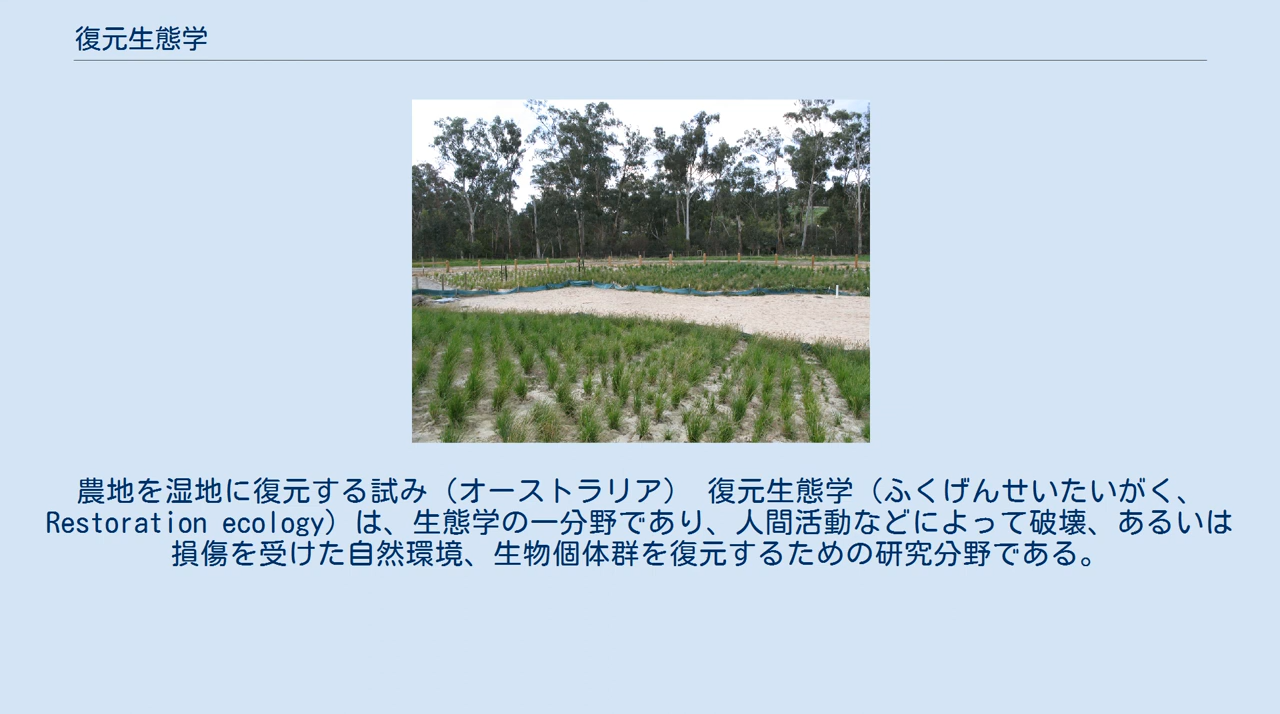 復元生態学
農地を湿地に復元する試み（オーストラリア） 復元生態学（ふくげんせいたいがく、
Restoration ecology）は、生態学の一分野であり、人間活動などによって破壊、あるいは
損傷を受けた自然環境、生物個体群を復元するための研究分野である。